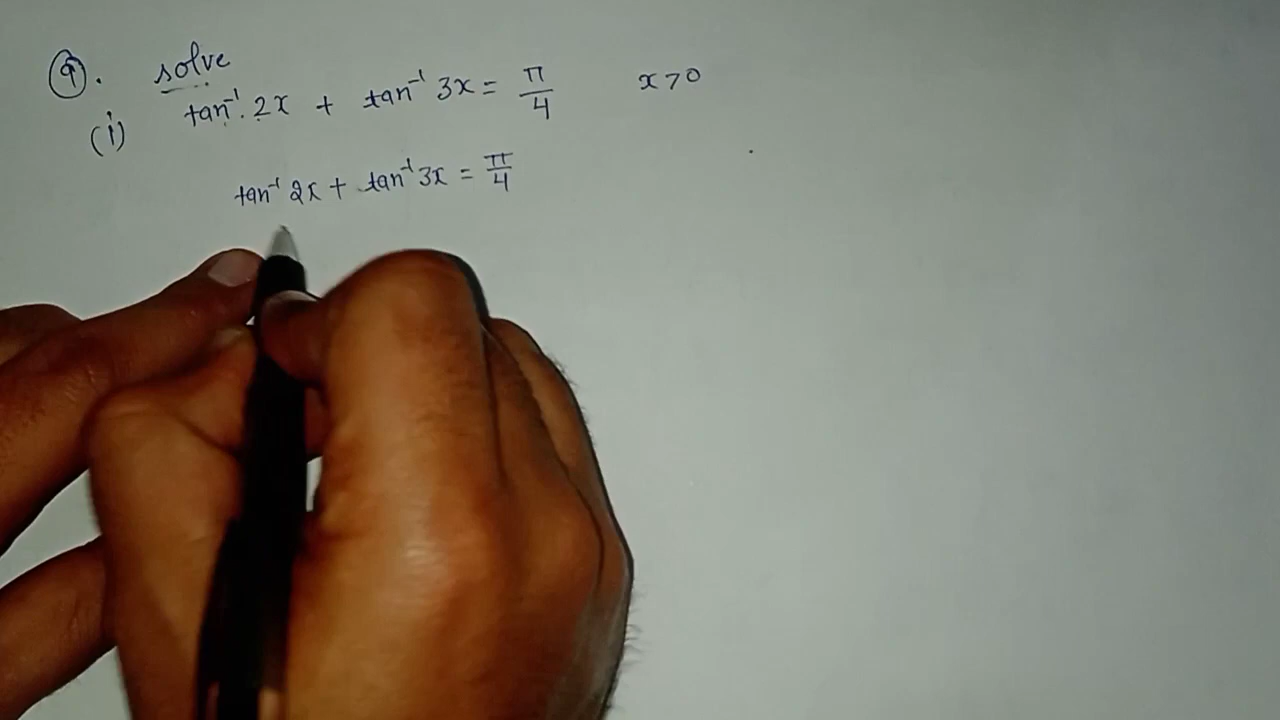 9. solve
(i) tan⁻¹. 2x + tan⁻¹ 3x = π/4 x>0
tan⁻¹ 2x + tan⁻¹ 3x = π/4